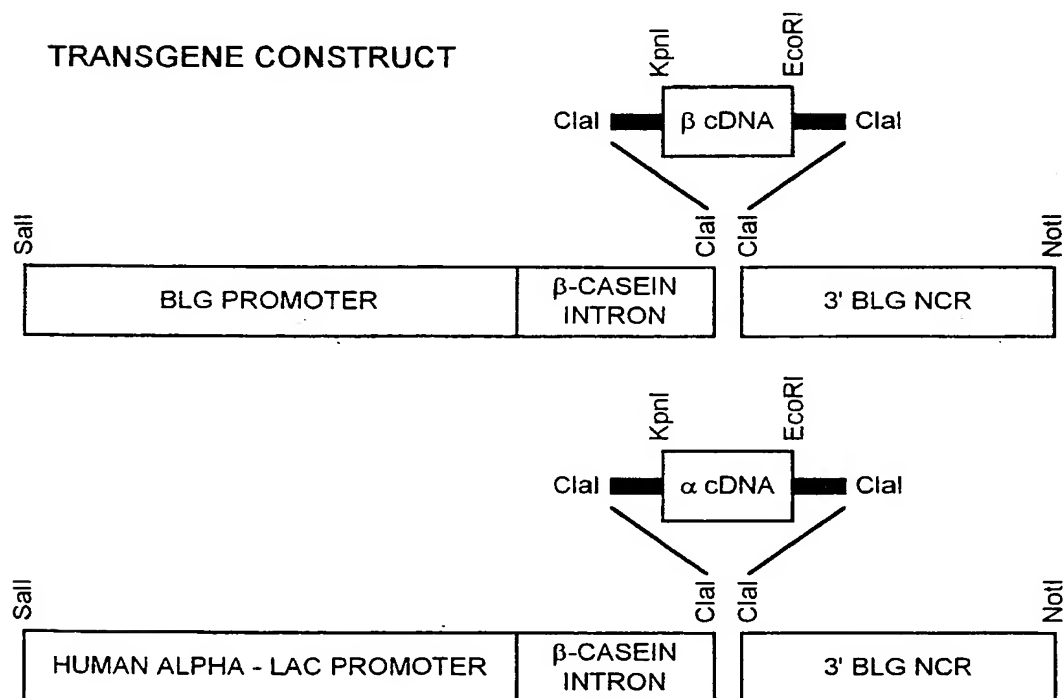 TRANSGENE CONSTRUCT
KpnI
EcoRI
ClaI
β cDNA
ClaI
SalI
ClaI
ClaI
NotI
BLG PROMOTER
β-CASEIN
INTRON
3' BLG NCR
KpnI
EcoRI
ClaI
α cDNA
ClaI
SalI
ClaI
ClaI
NotI
HUMAN ALPHA - LAC PROMOTER
β-CASEIN
INTRON
3' BLG NCR